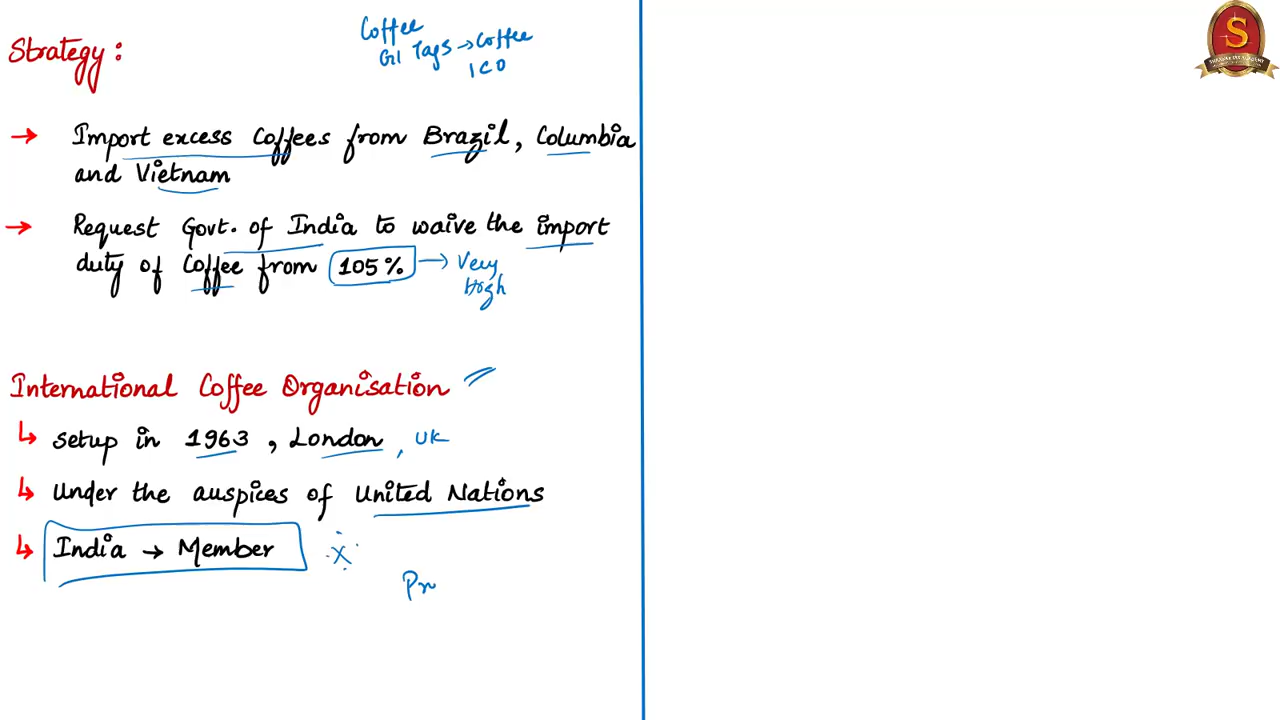 Coffee
GI Tags → Coffee
ICO
Strategy :
→ Import excess Coffees from Brazil, Columbia
and Vietnam
→ Request Govt. of India to waive the import
duty of Coffee from 105% → Very
High
International Coffee Organisation
↳ setup in 1963, London, UK
↳ Under the auspices of United Nations
↳ India → Member
Pr
S